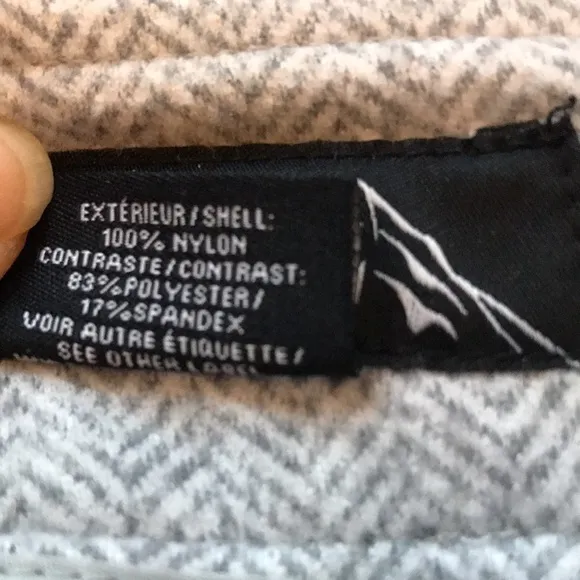 EXTÉRIEUR/SHELL:
100% NYLON
CONTRASTE/CONTRAST:
83%POLYESTER/
17%SPANDEX
VOIR AUTRE ÉTIQUETTE/
SEE OTHER LABEL